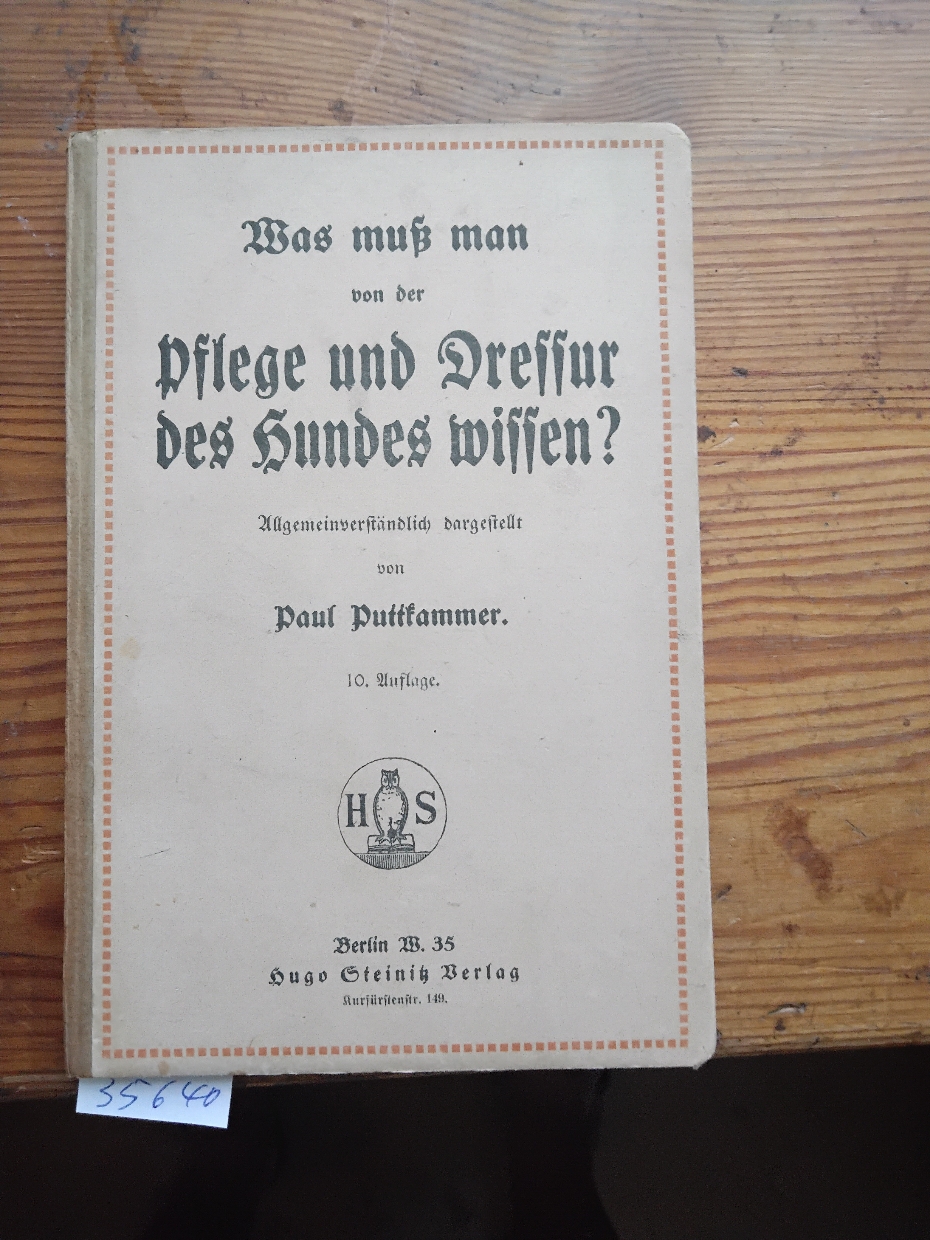 Was muß man
von der
Pflege und Dressur
des Hundes wissen?
Allgemeinverständlich dargestellt
von
Paul Puttkammer.
10. Auflage.
H S
Berlin W. 35
Hugo Steinitz Verlag
Kurfürstenstr. 149.
35640